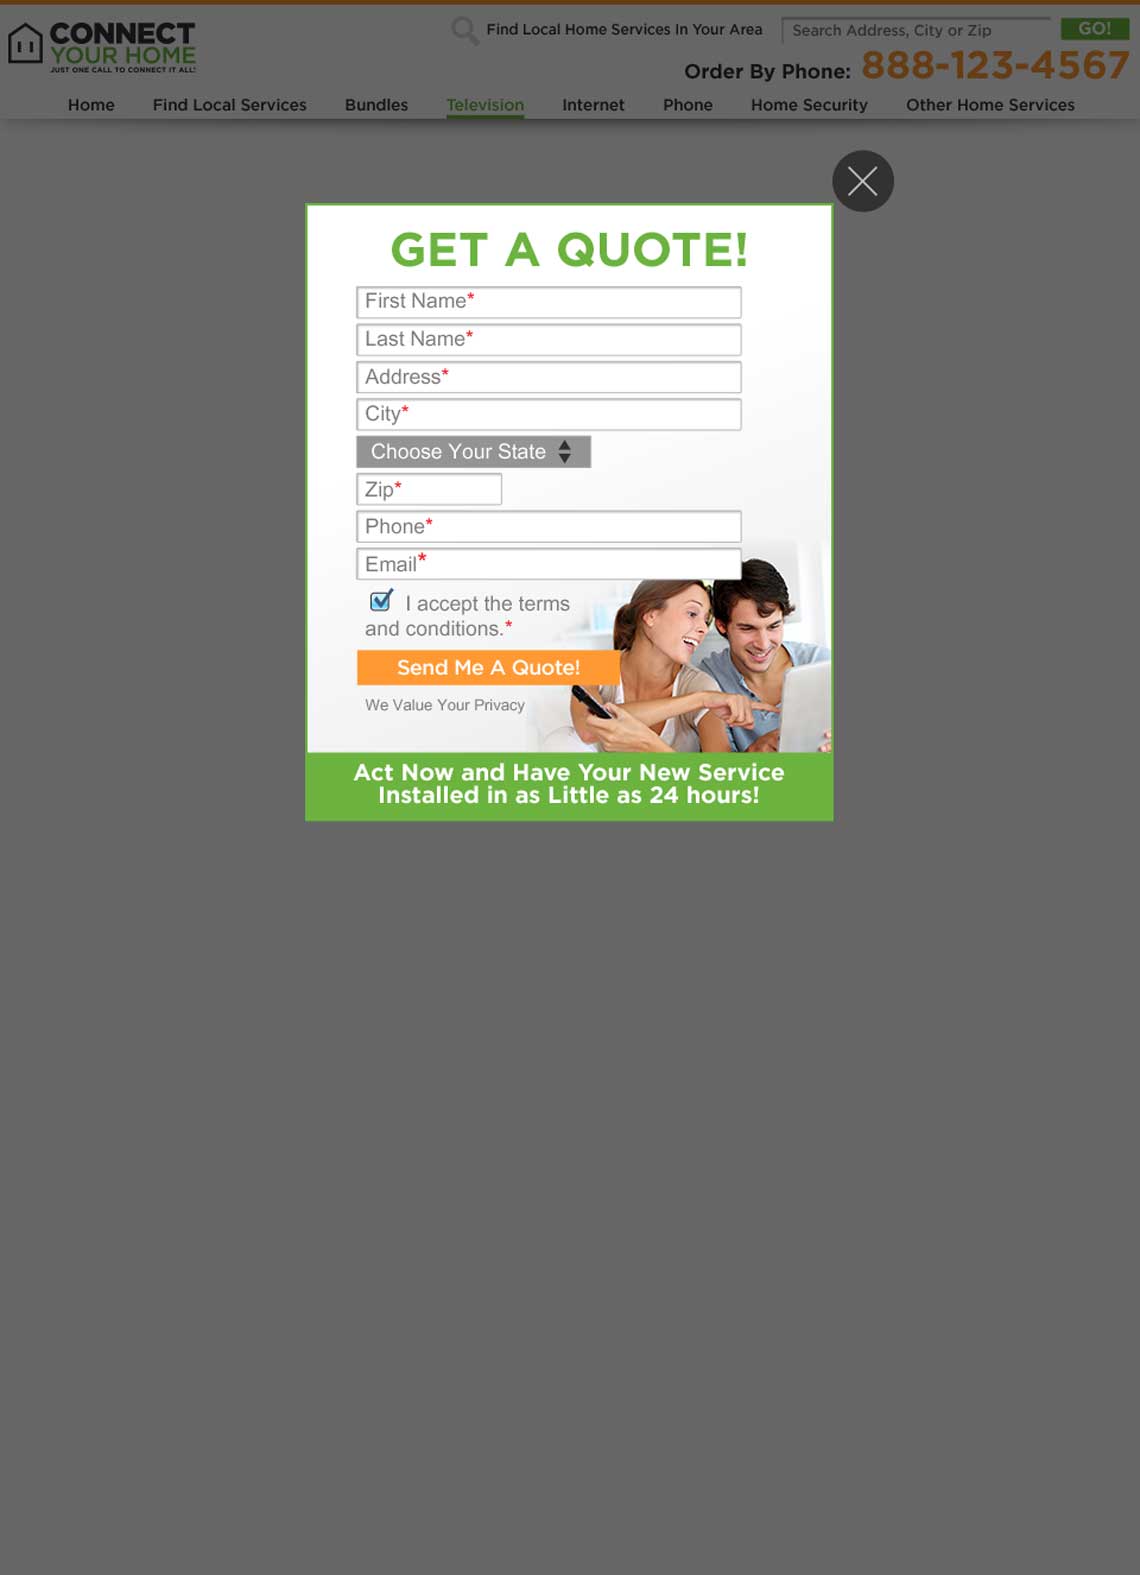 CONNECT
YOUR HOME
JUST ONE CALL TO CONNECT IT ALL!
Find Local Home Services In Your Area
Search Address, City or Zip
GO!
Order By Phone: 888-123-4567
Home Find Local Services Bundles Television Internet Phone Home Security Other Home Services
GET A QUOTE!
First Name*
Last Name*
Address*
City*
Choose Your State
Zip*
Phone*
Email*
I accept the terms
and conditions.*
Send Me A Quote!
We Value Your Privacy
Act Now and Have Your New Service
Installed in as Little as 24 hours!